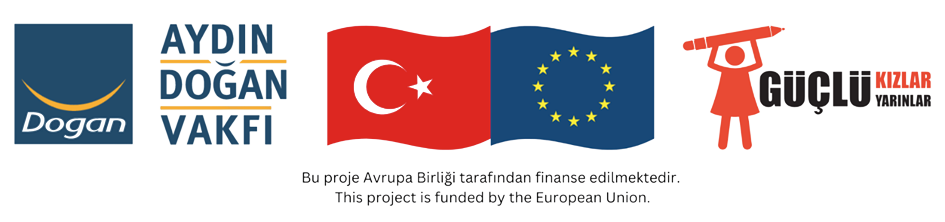 Dogan
AYDIN
DOĞAN
VAKFI
GÜÇLÜ
KIZLAR
YARINLAR
Bu proje Avrupa Birliği tarafından finanse edilmektedir.
This project is funded by the European Union.